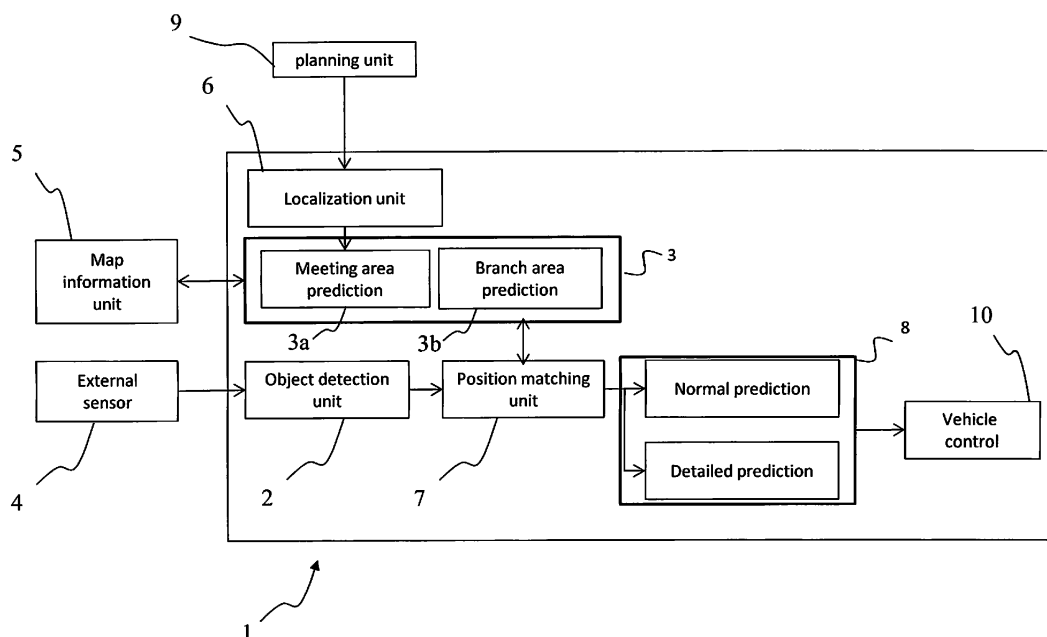 9
planning unit
6
5
Localization unit
Map
information
unit
Meeting area
prediction
Branch area
prediction
3
3a
3b
10
8
External
sensor
Object detection
unit
Position matching
unit
Normal prediction
Vehicle
control
Detailed prediction
4
2
7
1